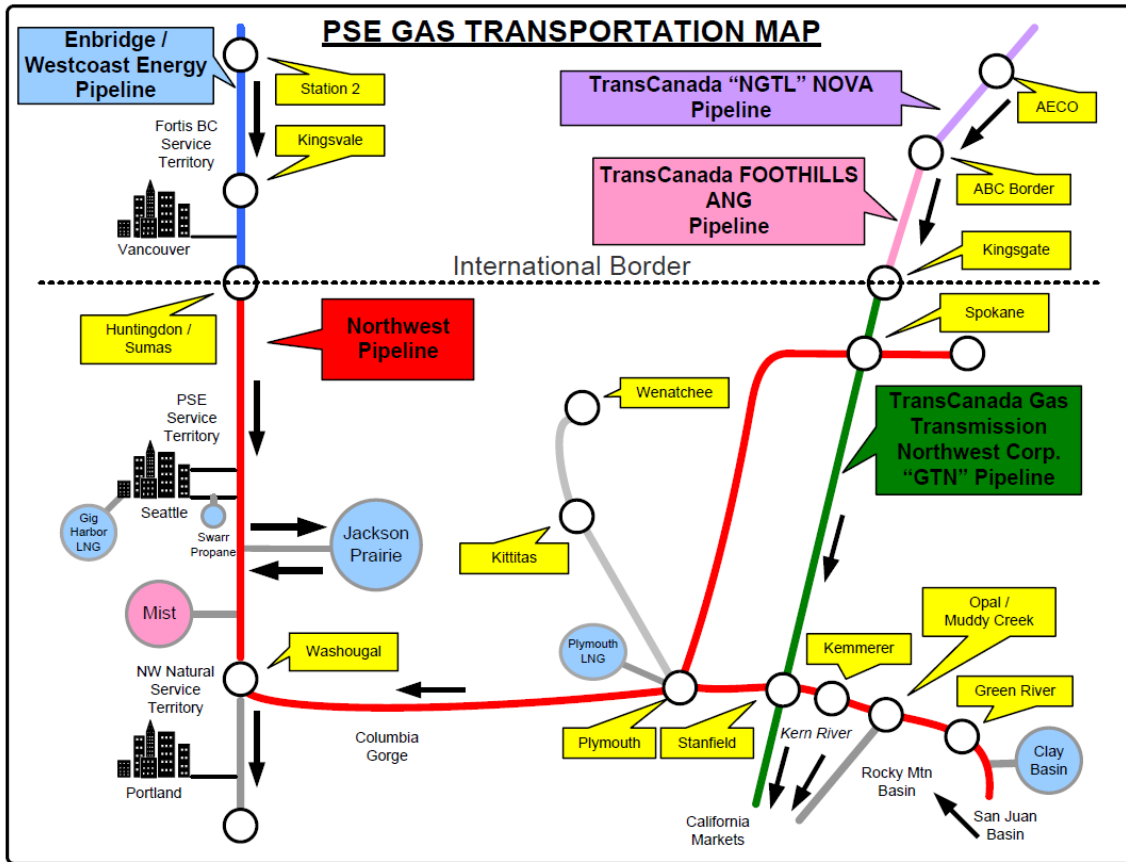 PSE GAS TRANSPORTATION MAP
Enbridge /
Westcoast Energy
Pipeline
Station 2
Fortis BC
Service
Territory
Kingsvale
Vancouver
TransCanada “NGTL” NOVA
Pipeline
AECO
TransCanada FOOTHILLS
ANG
Pipeline
ABC Border
Kingsgate
International Border
Huntingdon /
Sumas
Northwest
Pipeline
Spokane
PSE
Service
Territory
Wenatchee
TransCanada Gas
Transmission
Northwest Corp.
“GTN” Pipeline
Seattle
Gig
Harbor
LNG
Swarr
Propane
Jackson
Prairie
Kittitas
Mist
Opal /
Muddy Creek
Washougal
Plymouth
LNG
Kemmerer
NW Natural
Service
Territory
Green River
Columbia
Gorge
Plymouth
Stanfield
Kern River
Clay
Basin
Rocky Mtn
Basin
Portland
California
Markets
San Juan
Basin